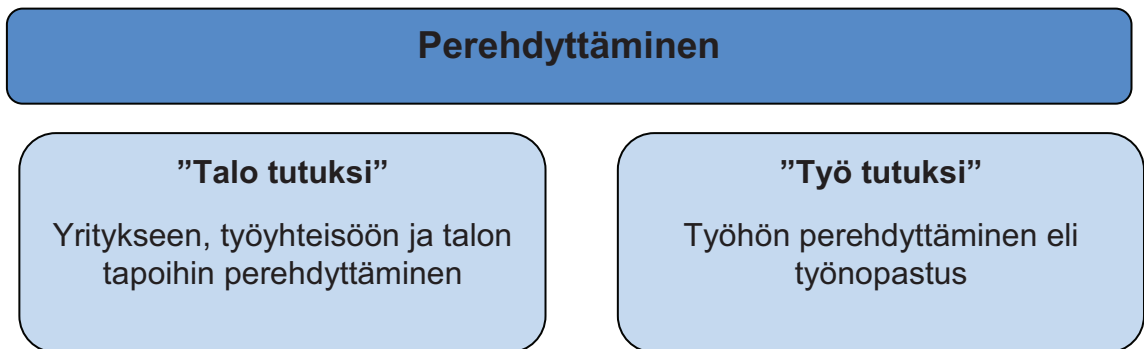 Perehdyttäminen
”Talo tutuksi”
Yritykseen, työyhteisöön ja talon
tapoihin perehdyttäminen
”Työ tutuksi”
Työhön perehdyttäminen eli
työnopastus